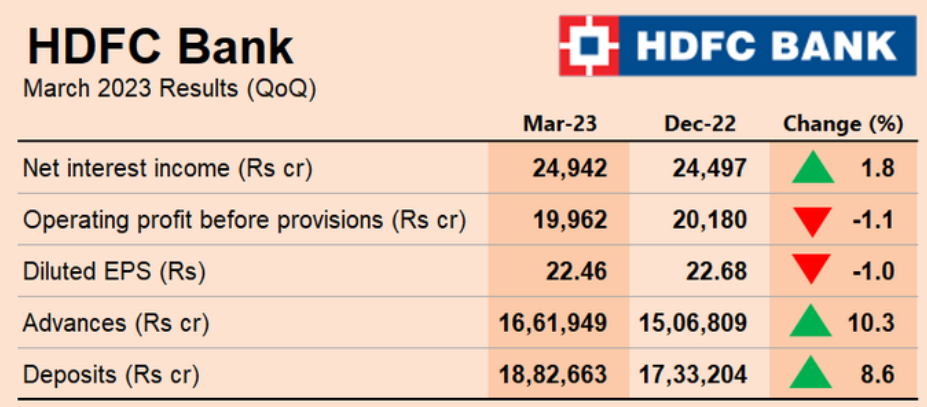 HDFC Bank
HDFC BANK
March 2023 Results (QoQ)
Mar-23 Dec-22 Change (%)
Net interest income (Rs cr) 24,942 24,497 1.8
Operating profit before provisions (Rs cr) 19,962 20,180 -1.1
Diluted EPS (Rs) 22.46 22.68 -1.0
Advances (Rs cr) 16,61,949 15,06,809 10.3
Deposits (Rs cr) 18,82,663 17,33,204 8.6